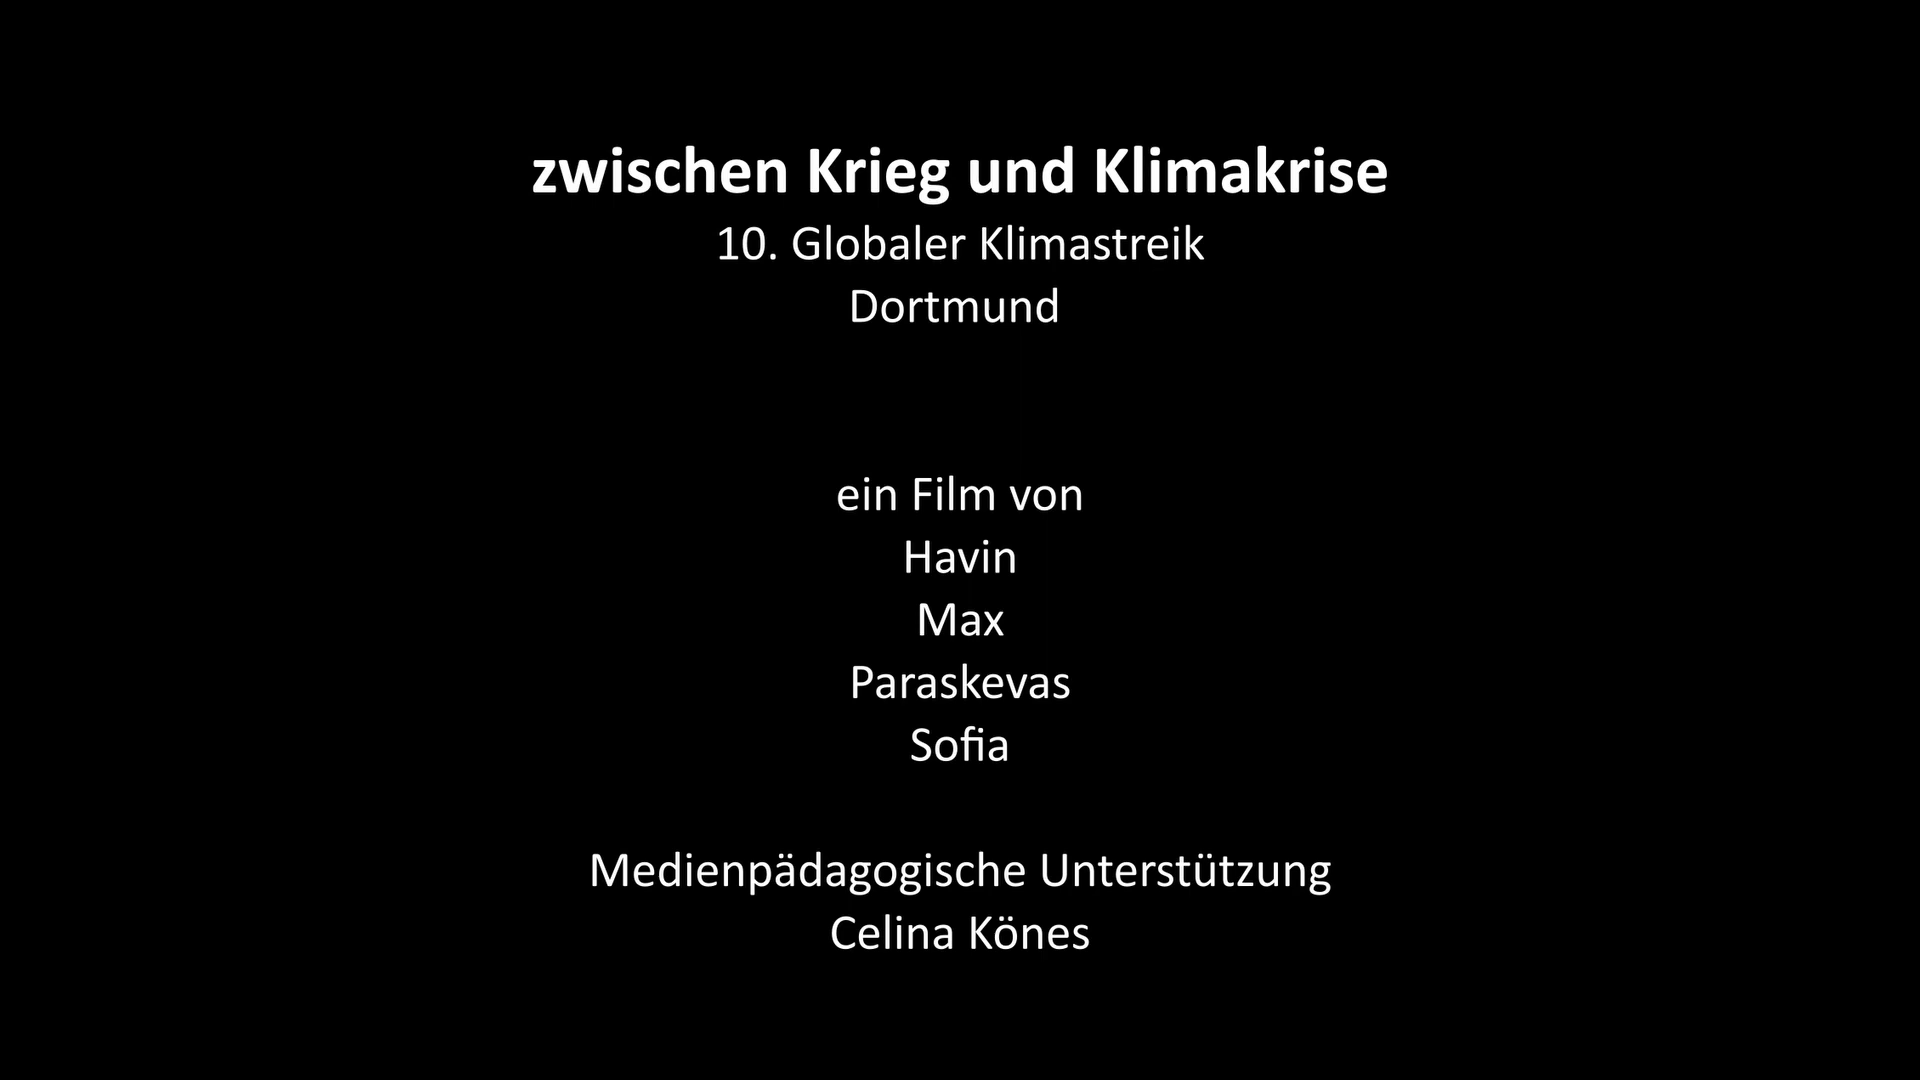 zwischen Krieg und Klimakrise
10. Globaler Klimastreik
Dortmund
ein Film von
Havin
Max
Paraskevas
Sofia
Medienpädagogische Unterstützung
Celina Könes